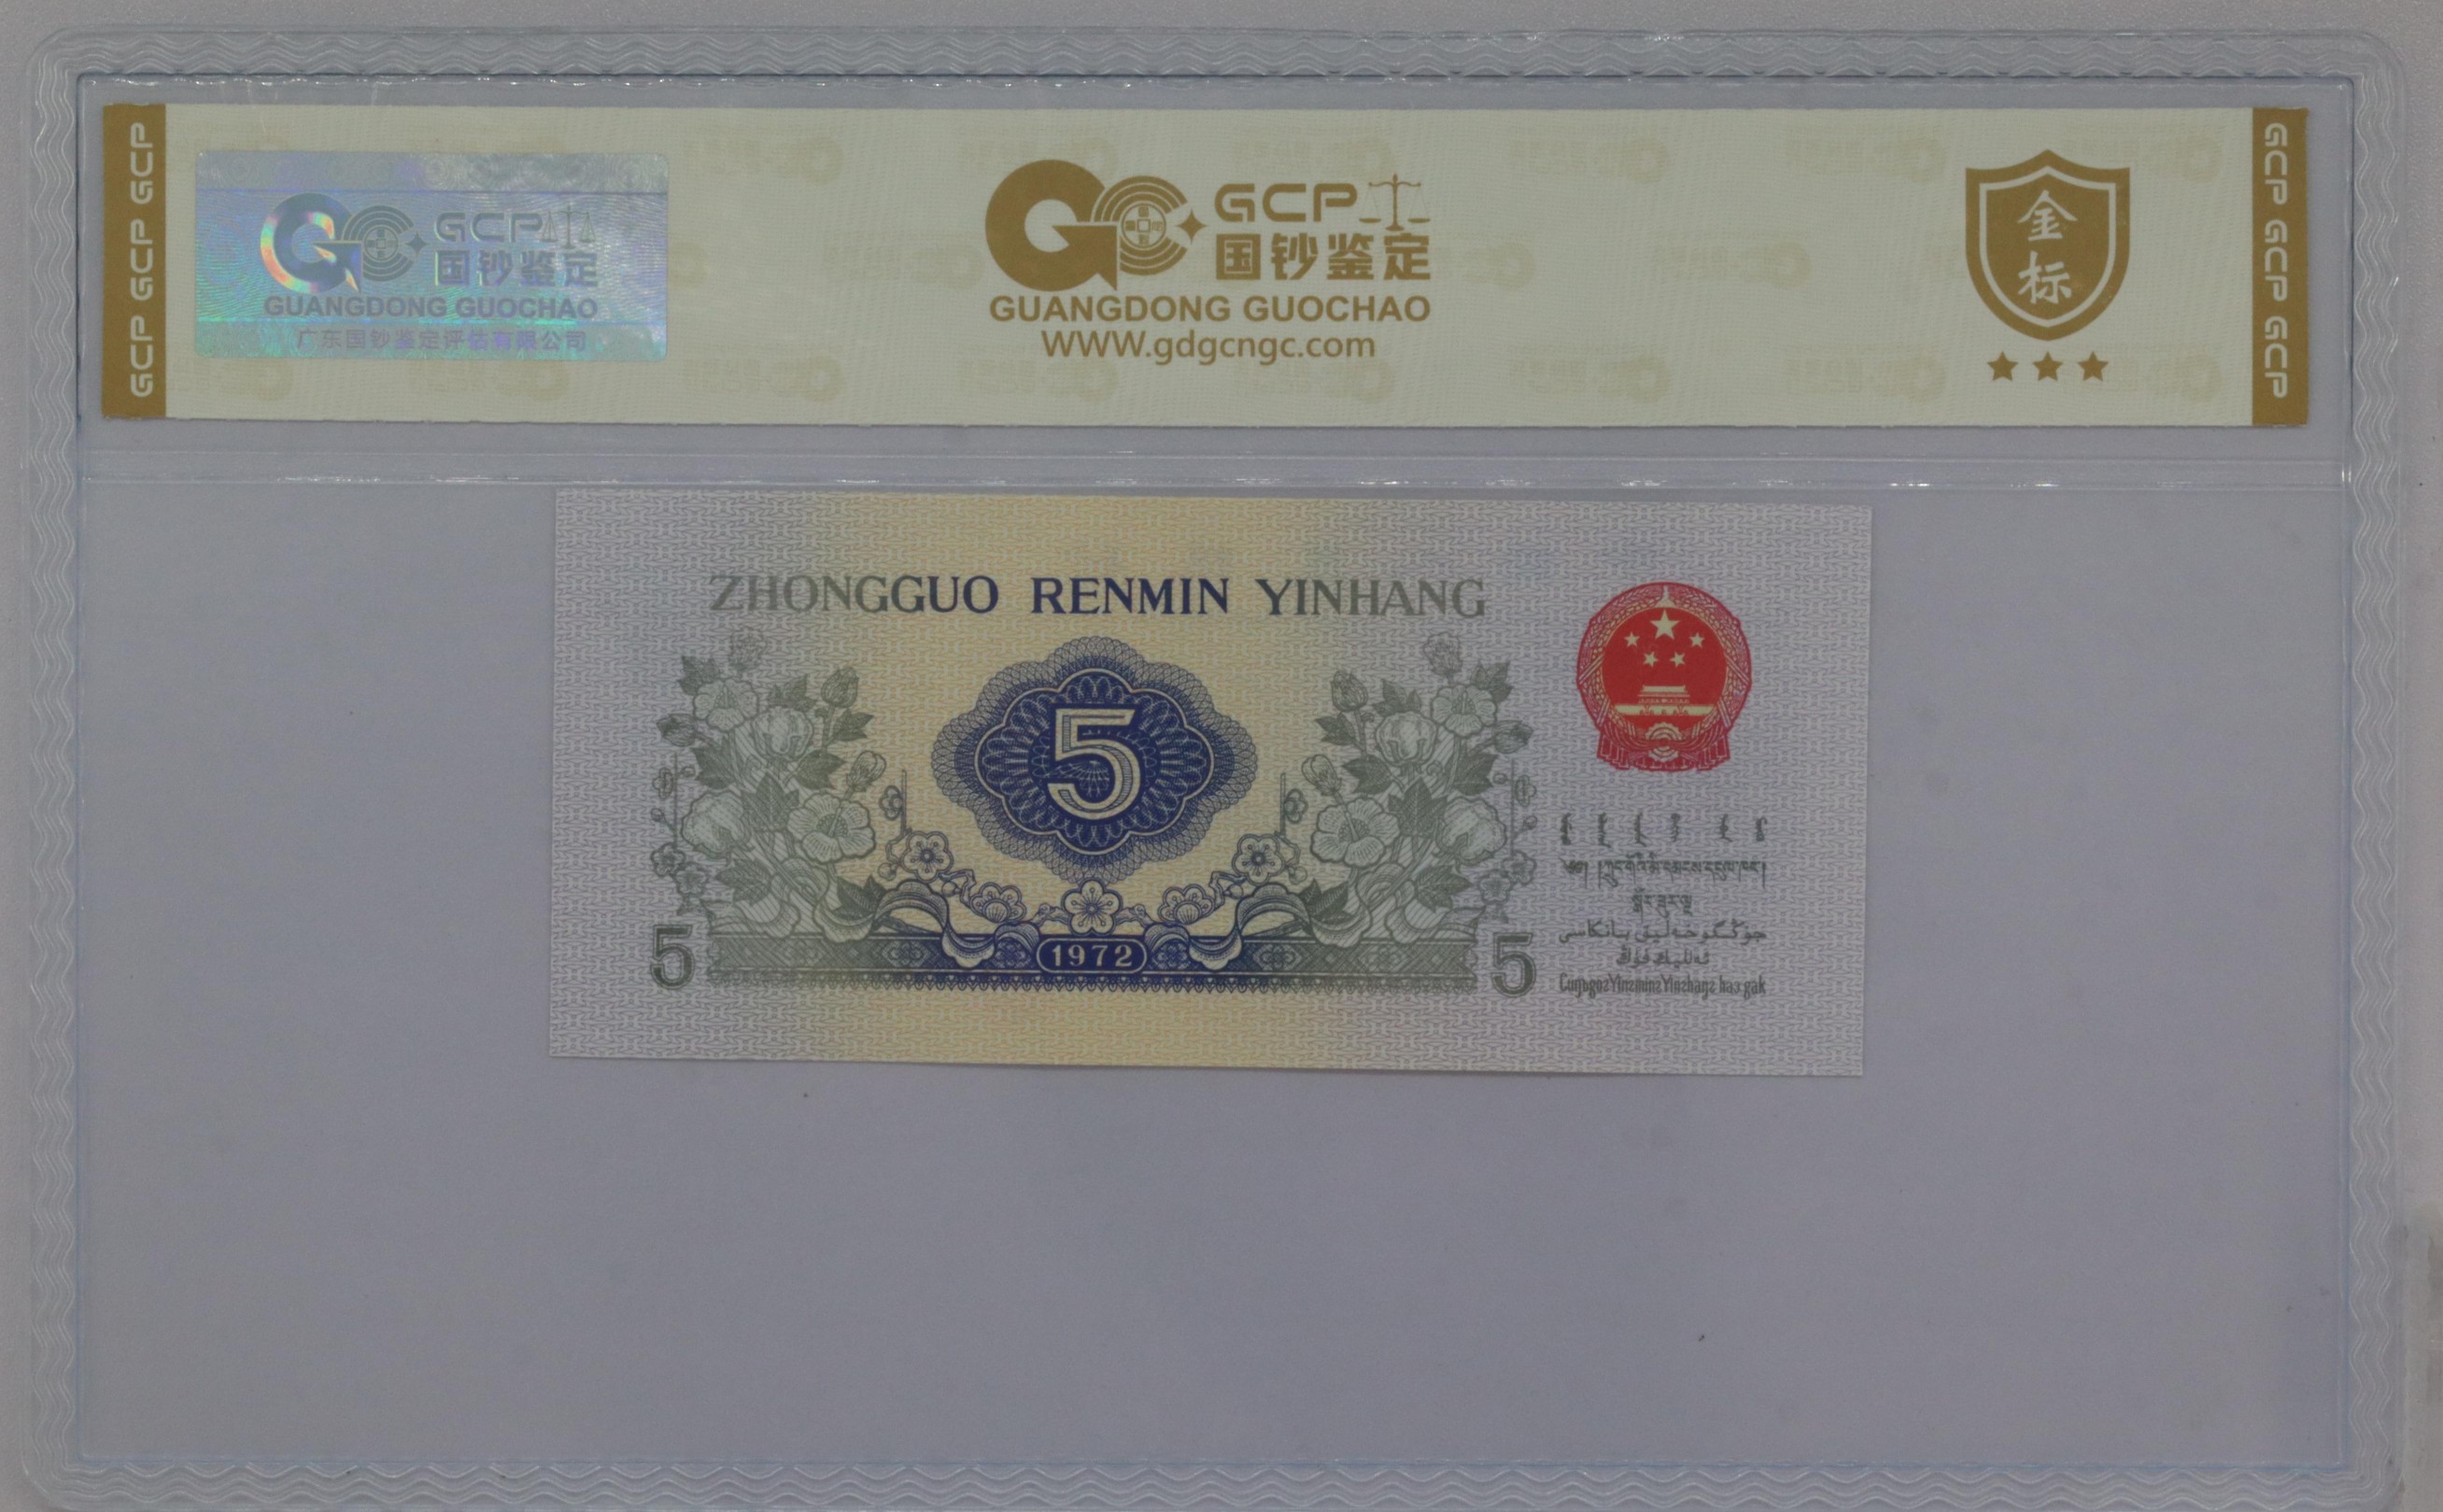 GCP GCP GCP
GCP
国钞鉴定
GUANGDONG GUOCHAO
广东国钞鉴定评估有限公司
GCP
国钞鉴定
GUANGDONG GUOCHAO
WWW.gdgcngc.com
金
标
GCP GCP GCP
ZHONGGUO RENMIN YINHANG
5
1972
5
5